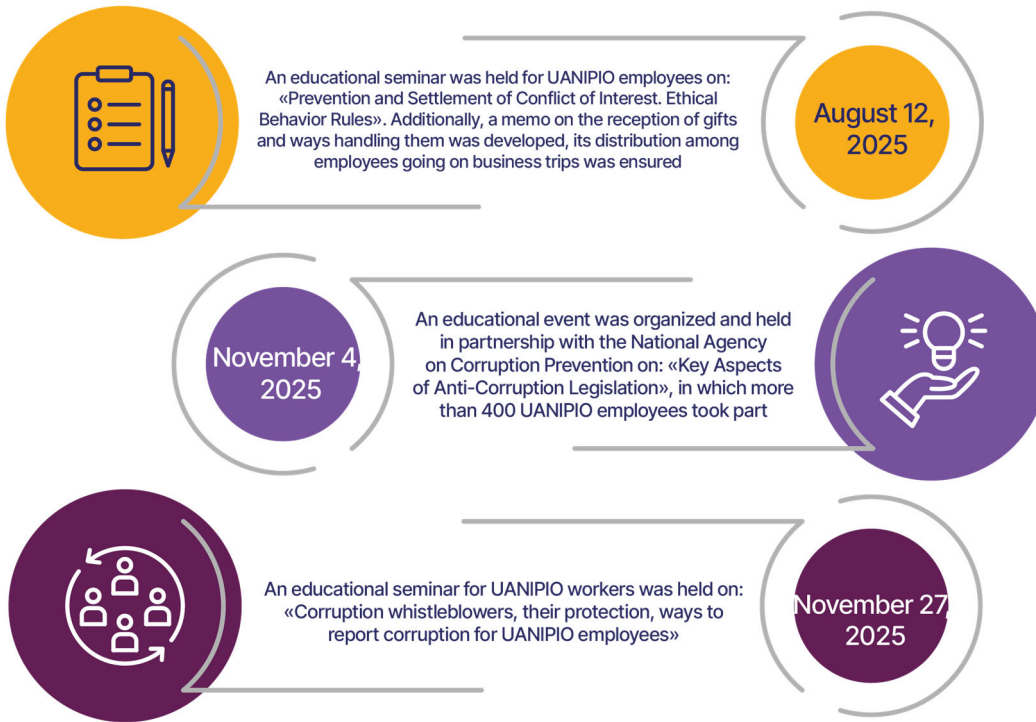 An educational seminar was held for UANIPIO employees on:
«Prevention and Settlement of Conflict of Interest. Ethical
Behavior Rules». Additionally, a memo on the reception of gifts
and ways handling them was developed, its distribution among
employees going on business trips was ensured
August 12,
2025
November 4,
2025
An educational event was organized and held
in partnership with the National Agency
on Corruption Prevention on: «Key Aspects
of Anti-Corruption Legislation», in which more
than 400 UANIPIO employees took part
An educational seminar for UANIPIO workers was held on:
«Corruption whistleblowers, their protection, ways to
report corruption for UANIPIO employees»
November 27,
2025